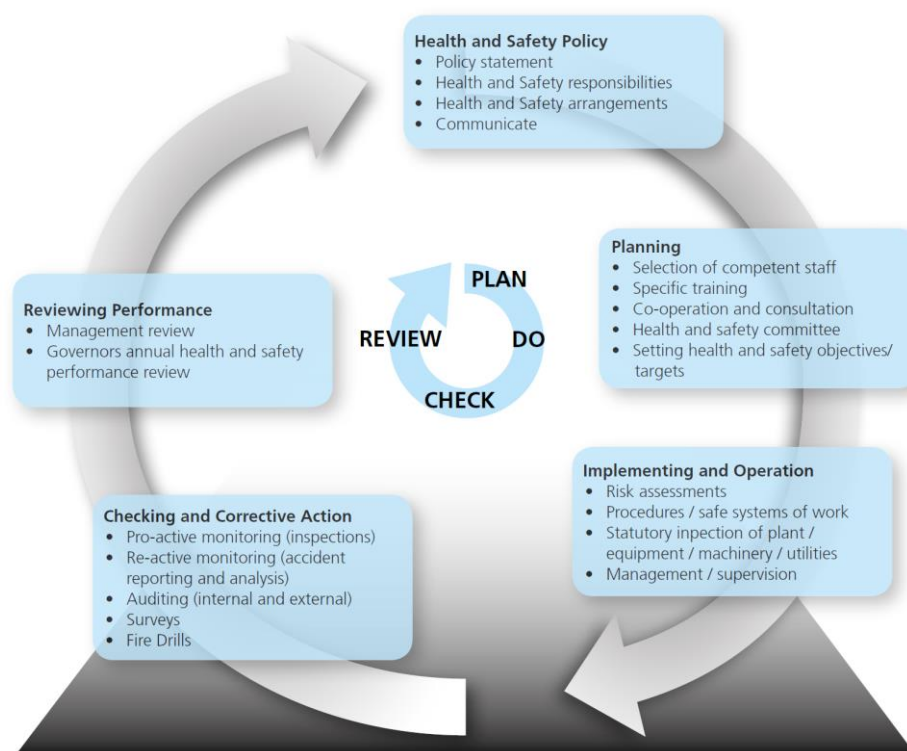 Health and Safety Policy
• Policy statement
• Health and Safety responsibilities
• Health and Safety arrangements
• Communicate
Planning
• Selection of competent staff
• Specific training
• Co-operation and consultation
• Health and safety committee
• Setting health and safety objectives/
targets
Implementing and Operation
• Risk assessments
• Procedures / safe systems of work
• Statutory inpection of plant /
equipment / machinery / utilities
• Management / supervision
Checking and Corrective Action
• Pro-active monitoring (inspections)
• Re-active monitoring (accident
reporting and analysis)
• Auditing (internal and external)
• Surveys
• Fire Drills
Reviewing Performance
• Management review
• Governors annual health and safety
performance review
PLAN
DO
CHECK
REVIEW